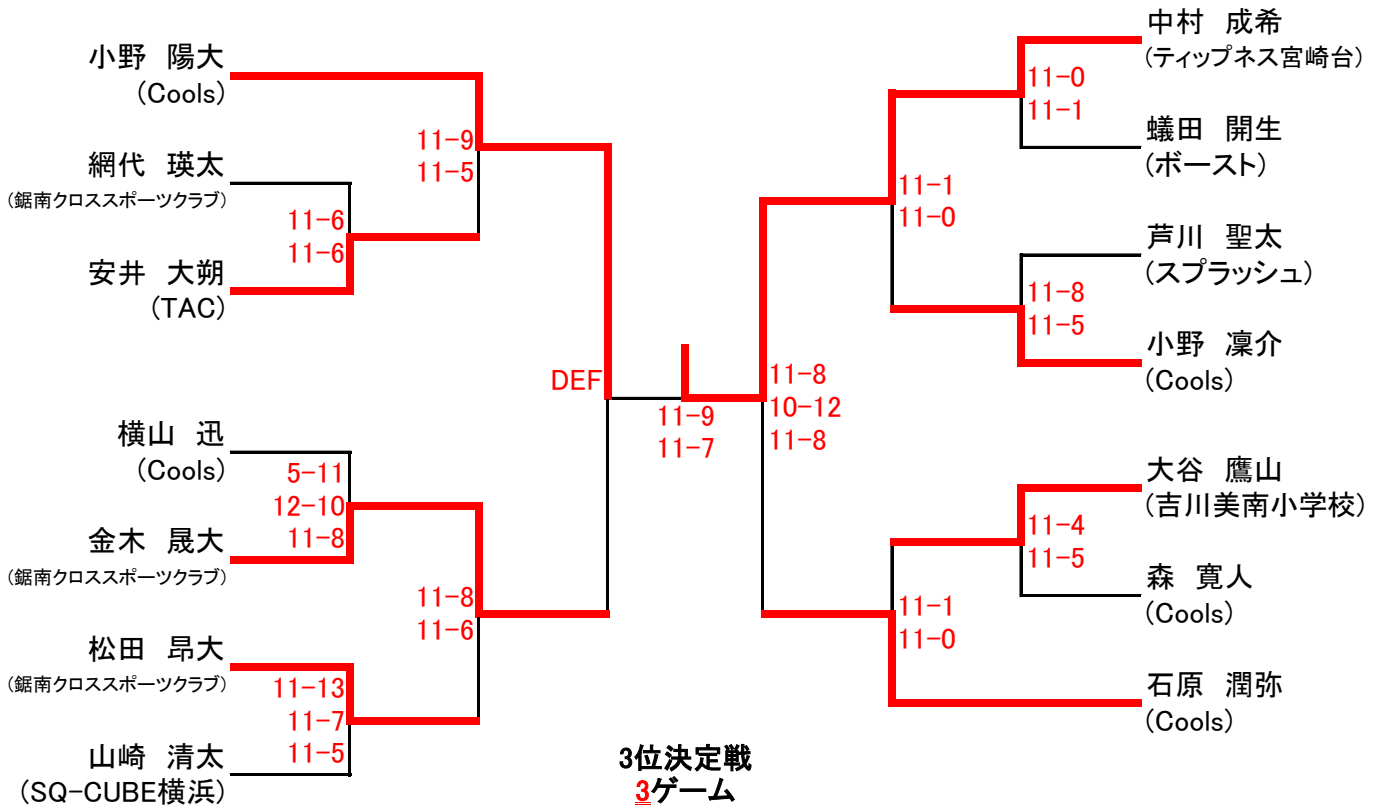 小野 陽大
(Cools)
11-9
11-5
網代 瑛太
(鋸南クロススポーツクラブ)
11-6
11-6
安井 大朔
(TAC)
DEF
横山 迅
(Cools)
5-11
12-10
11-8
金木 晟大
(鋸南クロススポーツクラブ)
11-8
11-6
松田 昂大
(鋸南クロススポーツクラブ)
11-13
11-7
11-5
山崎 清太
(SQ-CUBE横浜)
11-9
11-7
3位決定戦
3ゲーム
中村 成希
(ティップネス宮崎台)
11-0
11-1
蟻田 開生
(ボースト)
11-1
11-0
芦川 聖太
(スプラッシュ)
11-8
11-5
小野 凜介
(Cools)
11-8
10-12
11-8
大谷 鷹山
(吉川美南小学校)
11-4
11-5
森 寛人
(Cools)
11-1
11-0
石原 潤弥
(Cools)